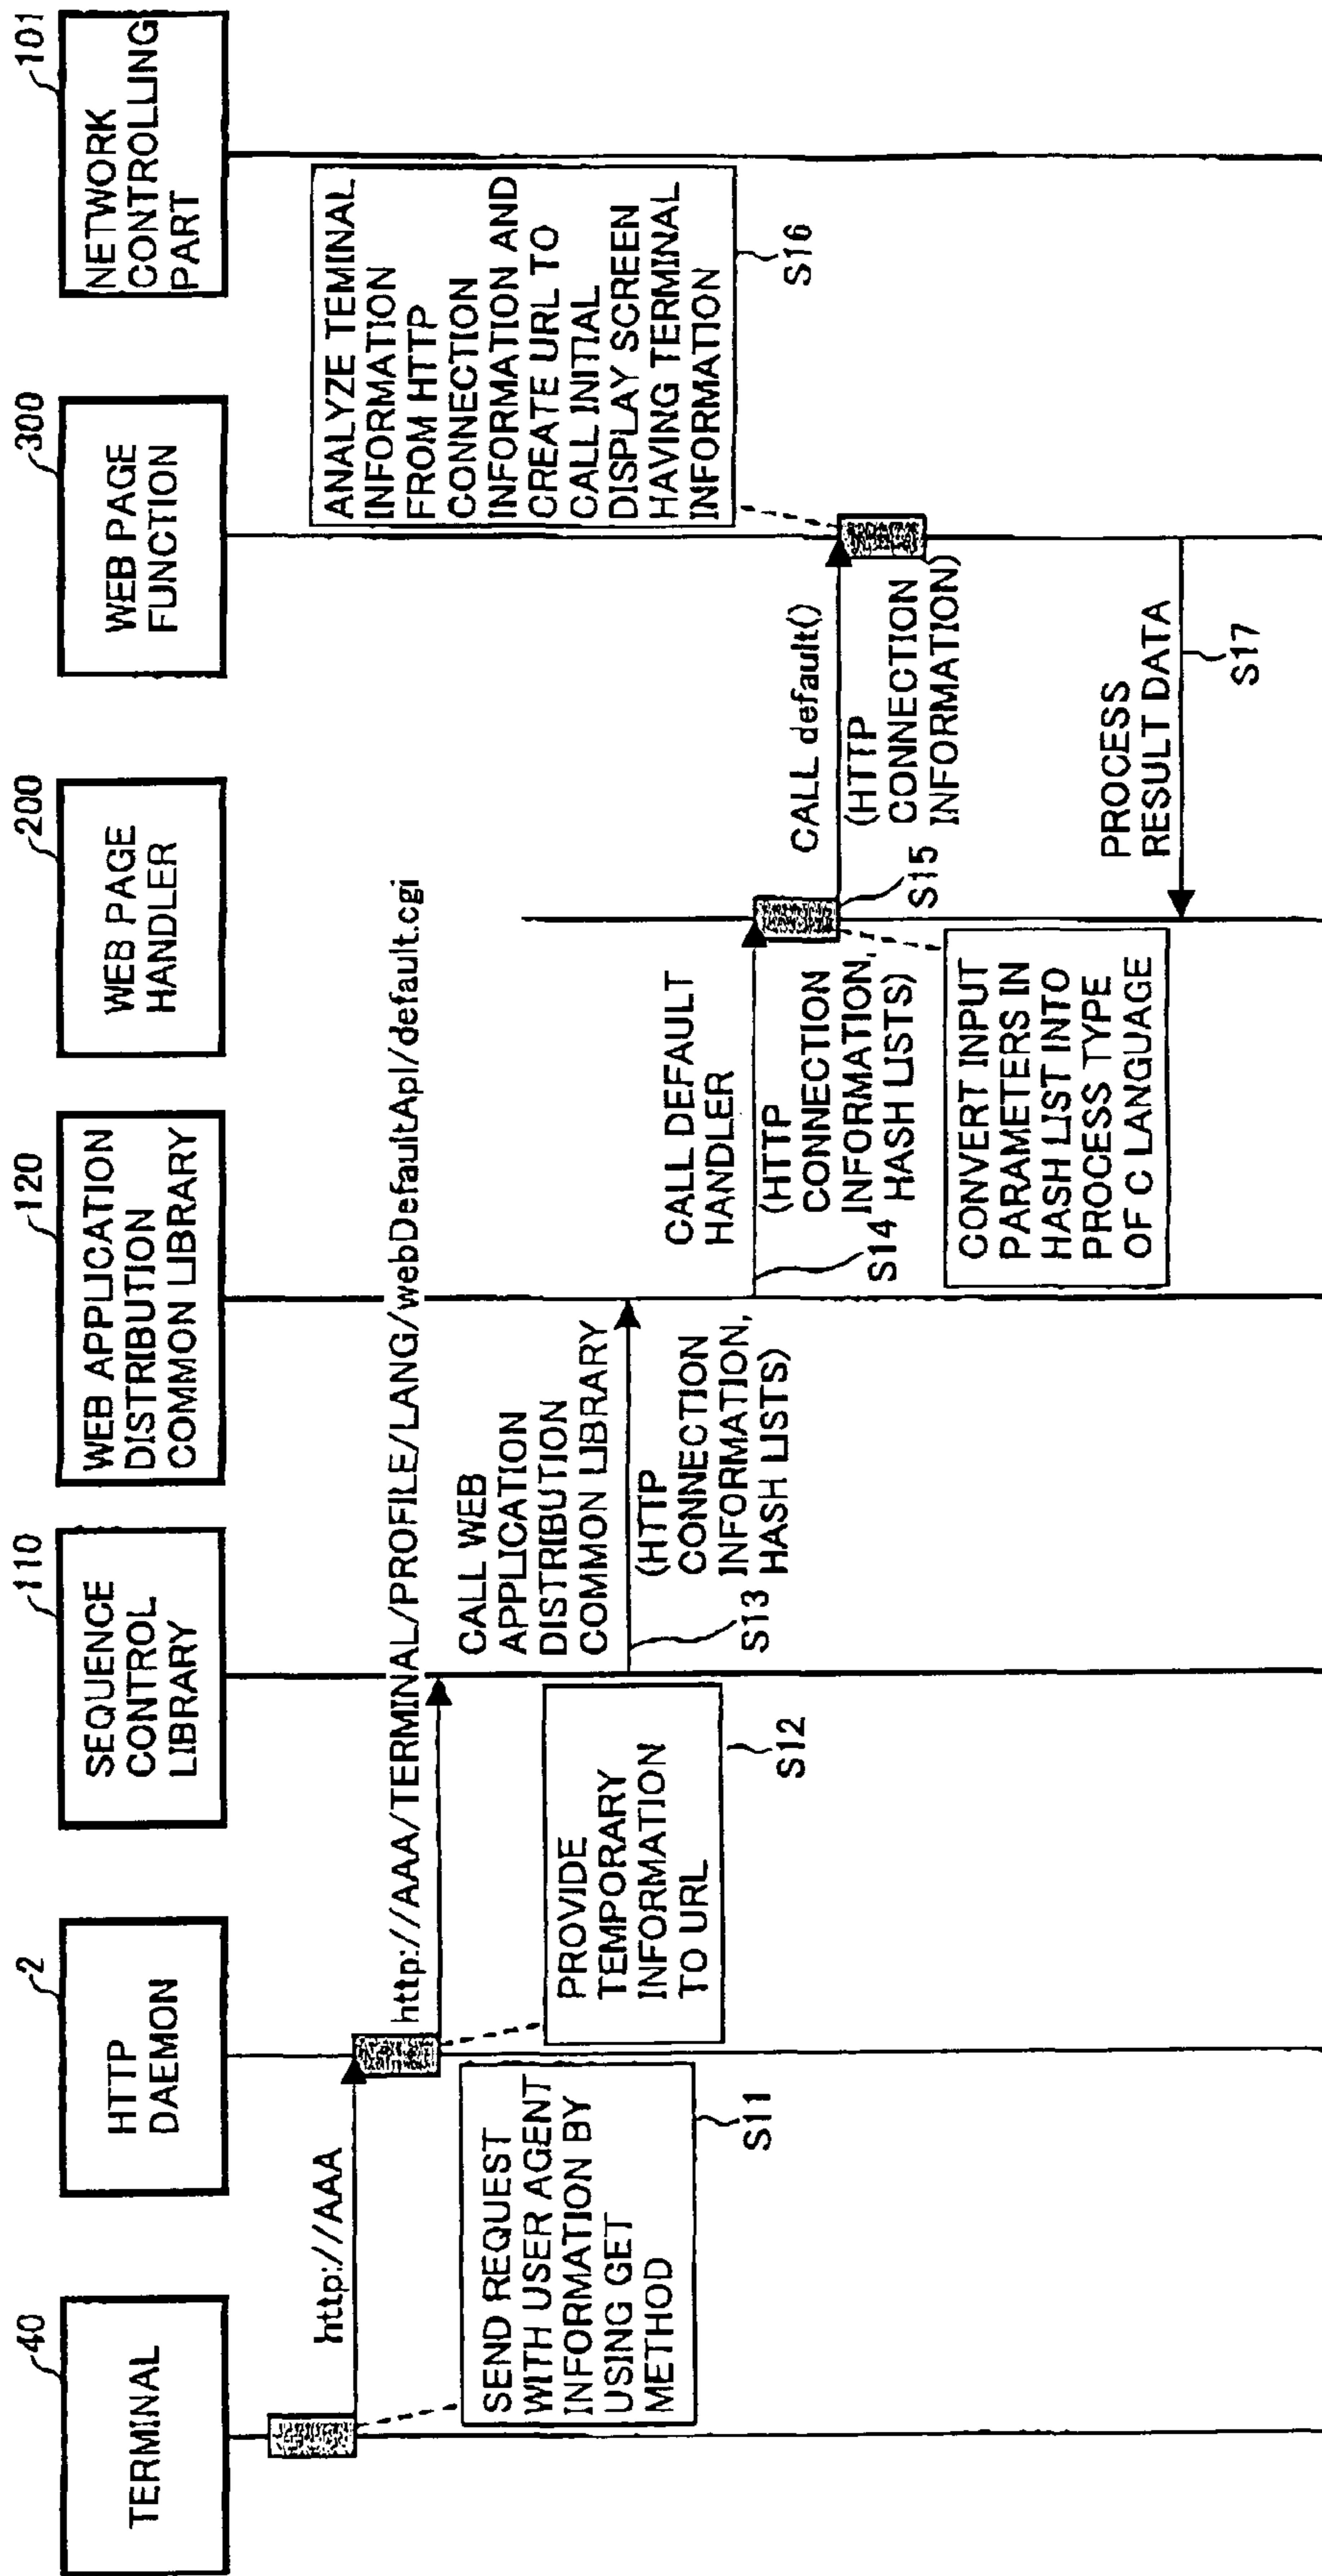 40
TERMINAL
2
HTTP
DAEMON
110
SEQUENCE
CONTROL
LIBRARY
120
WEB APPLICATION
DISTRIBUTION
COMMON LIBRARY
200
WEB PAGE
HANDLER
300
WEB PAGE
FUNCTION
101
NETWORK
CONTROLLING
PART
http://AAA
SEND REQUEST
WITH USER AGENT
INFORMATION BY
USING GET
METHOD
S11
http://AAA/TERMINAL/PROFILE/LANG/webDefaultApl/default.cgi
PROVIDE
TEMPORARY
INFORMATION
TO URL
S12
CALL WEB
APPLICATION
DISTRIBUTION
COMMON LIBRARY
(HTTP
CONNECTION
INFORMATION,
HASH LISTS)
S13
CALL DEFAULT
HANDLER
(HTTP
CONNECTION
INFORMATION,
HASH LISTS)
S14
CONVERT INPUT
PARAMETERS IN
HASH LIST INTO
PROCESS TYPE
OF C LANGUAGE
S15
CALL default()
(HTTP
CONNECTION
INFORMATION)
ANALYZE TEMINAL
INFORMATION
FROM HTTP
CONNECTION
INFORMATION AND
CREATE URL TO
CALL INITIAL
DISPLAY SCREEN
HAVING TERMINAL
INFORMATION
S16
PROCESS
RESULT DATA
S17